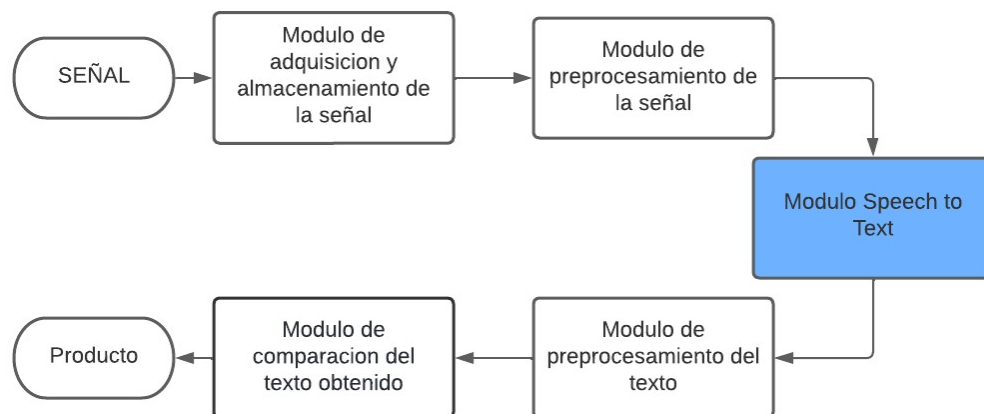 SEÑAL
Modulo de
adquisicion y
almacenamiento de
la señal
Modulo de
preprocesamiento de
la señal
Modulo Speech to
Text
Modulo de
preprocesamiento del
texto
Modulo de
comparacion del
texto obtenido
Producto